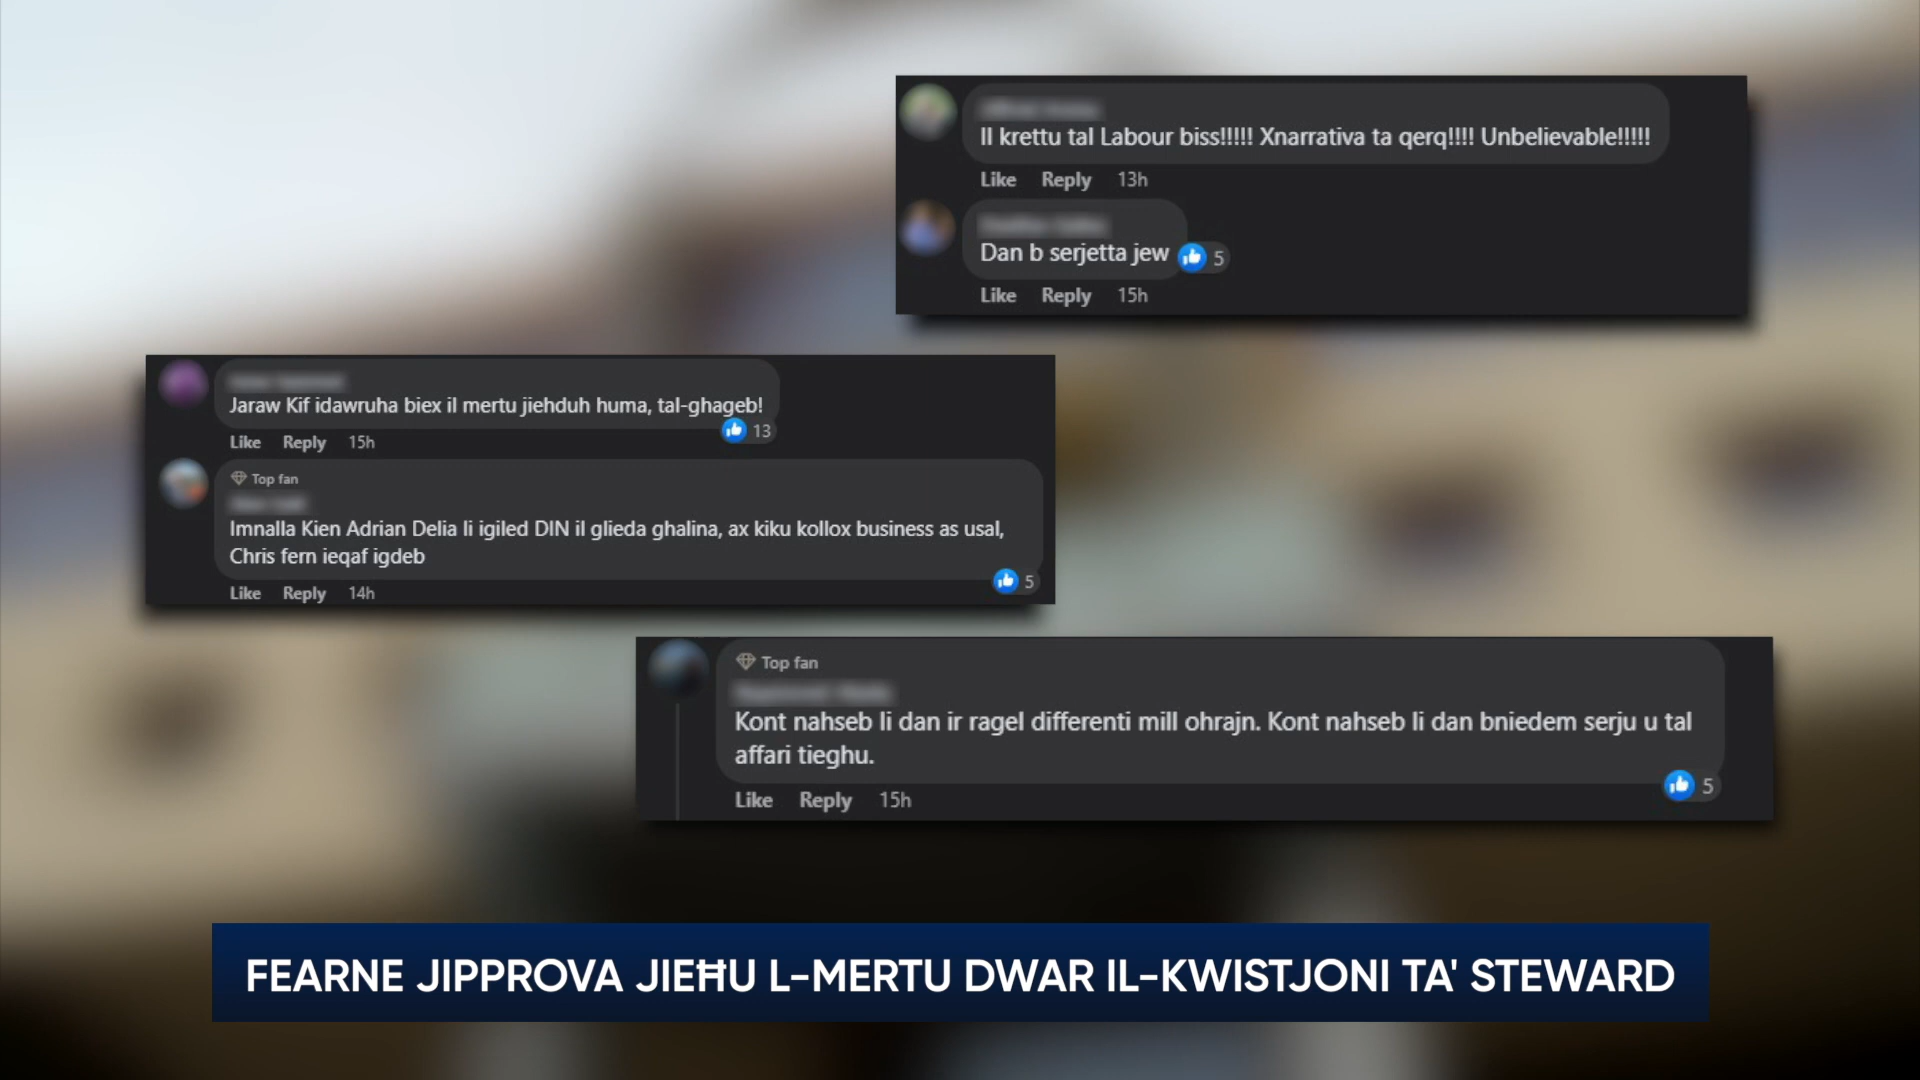 Il krettu tal Labour biss!!!!! Xnarrativa ta qerq!!!! Unbelievable!!!!!
Like Reply 13h
Dan b serjetta jew
5
Like Reply 15h
Jaraw Kif idawruha biex il mertu jiehduh huma, tal-ghageb!
13
Like Reply 15h
Top fan
Imnalla Kien Adrian Delia li igiled DIN il glieda ghalina, ax kiku kollox business as usal,
Chris fern ieqaf igdeb
5
Like Reply 14h
Top fan
Kont nahseb li dan ir ragel differenti mill ohrajn. Kont nahseb li dan bniedem serju u tal
affari tieghu.
5
Like Reply 15h
FEARNE JIPPROVA JIEĦU L-MERTU DWAR IL-KWISTJONI TA' STEWARD